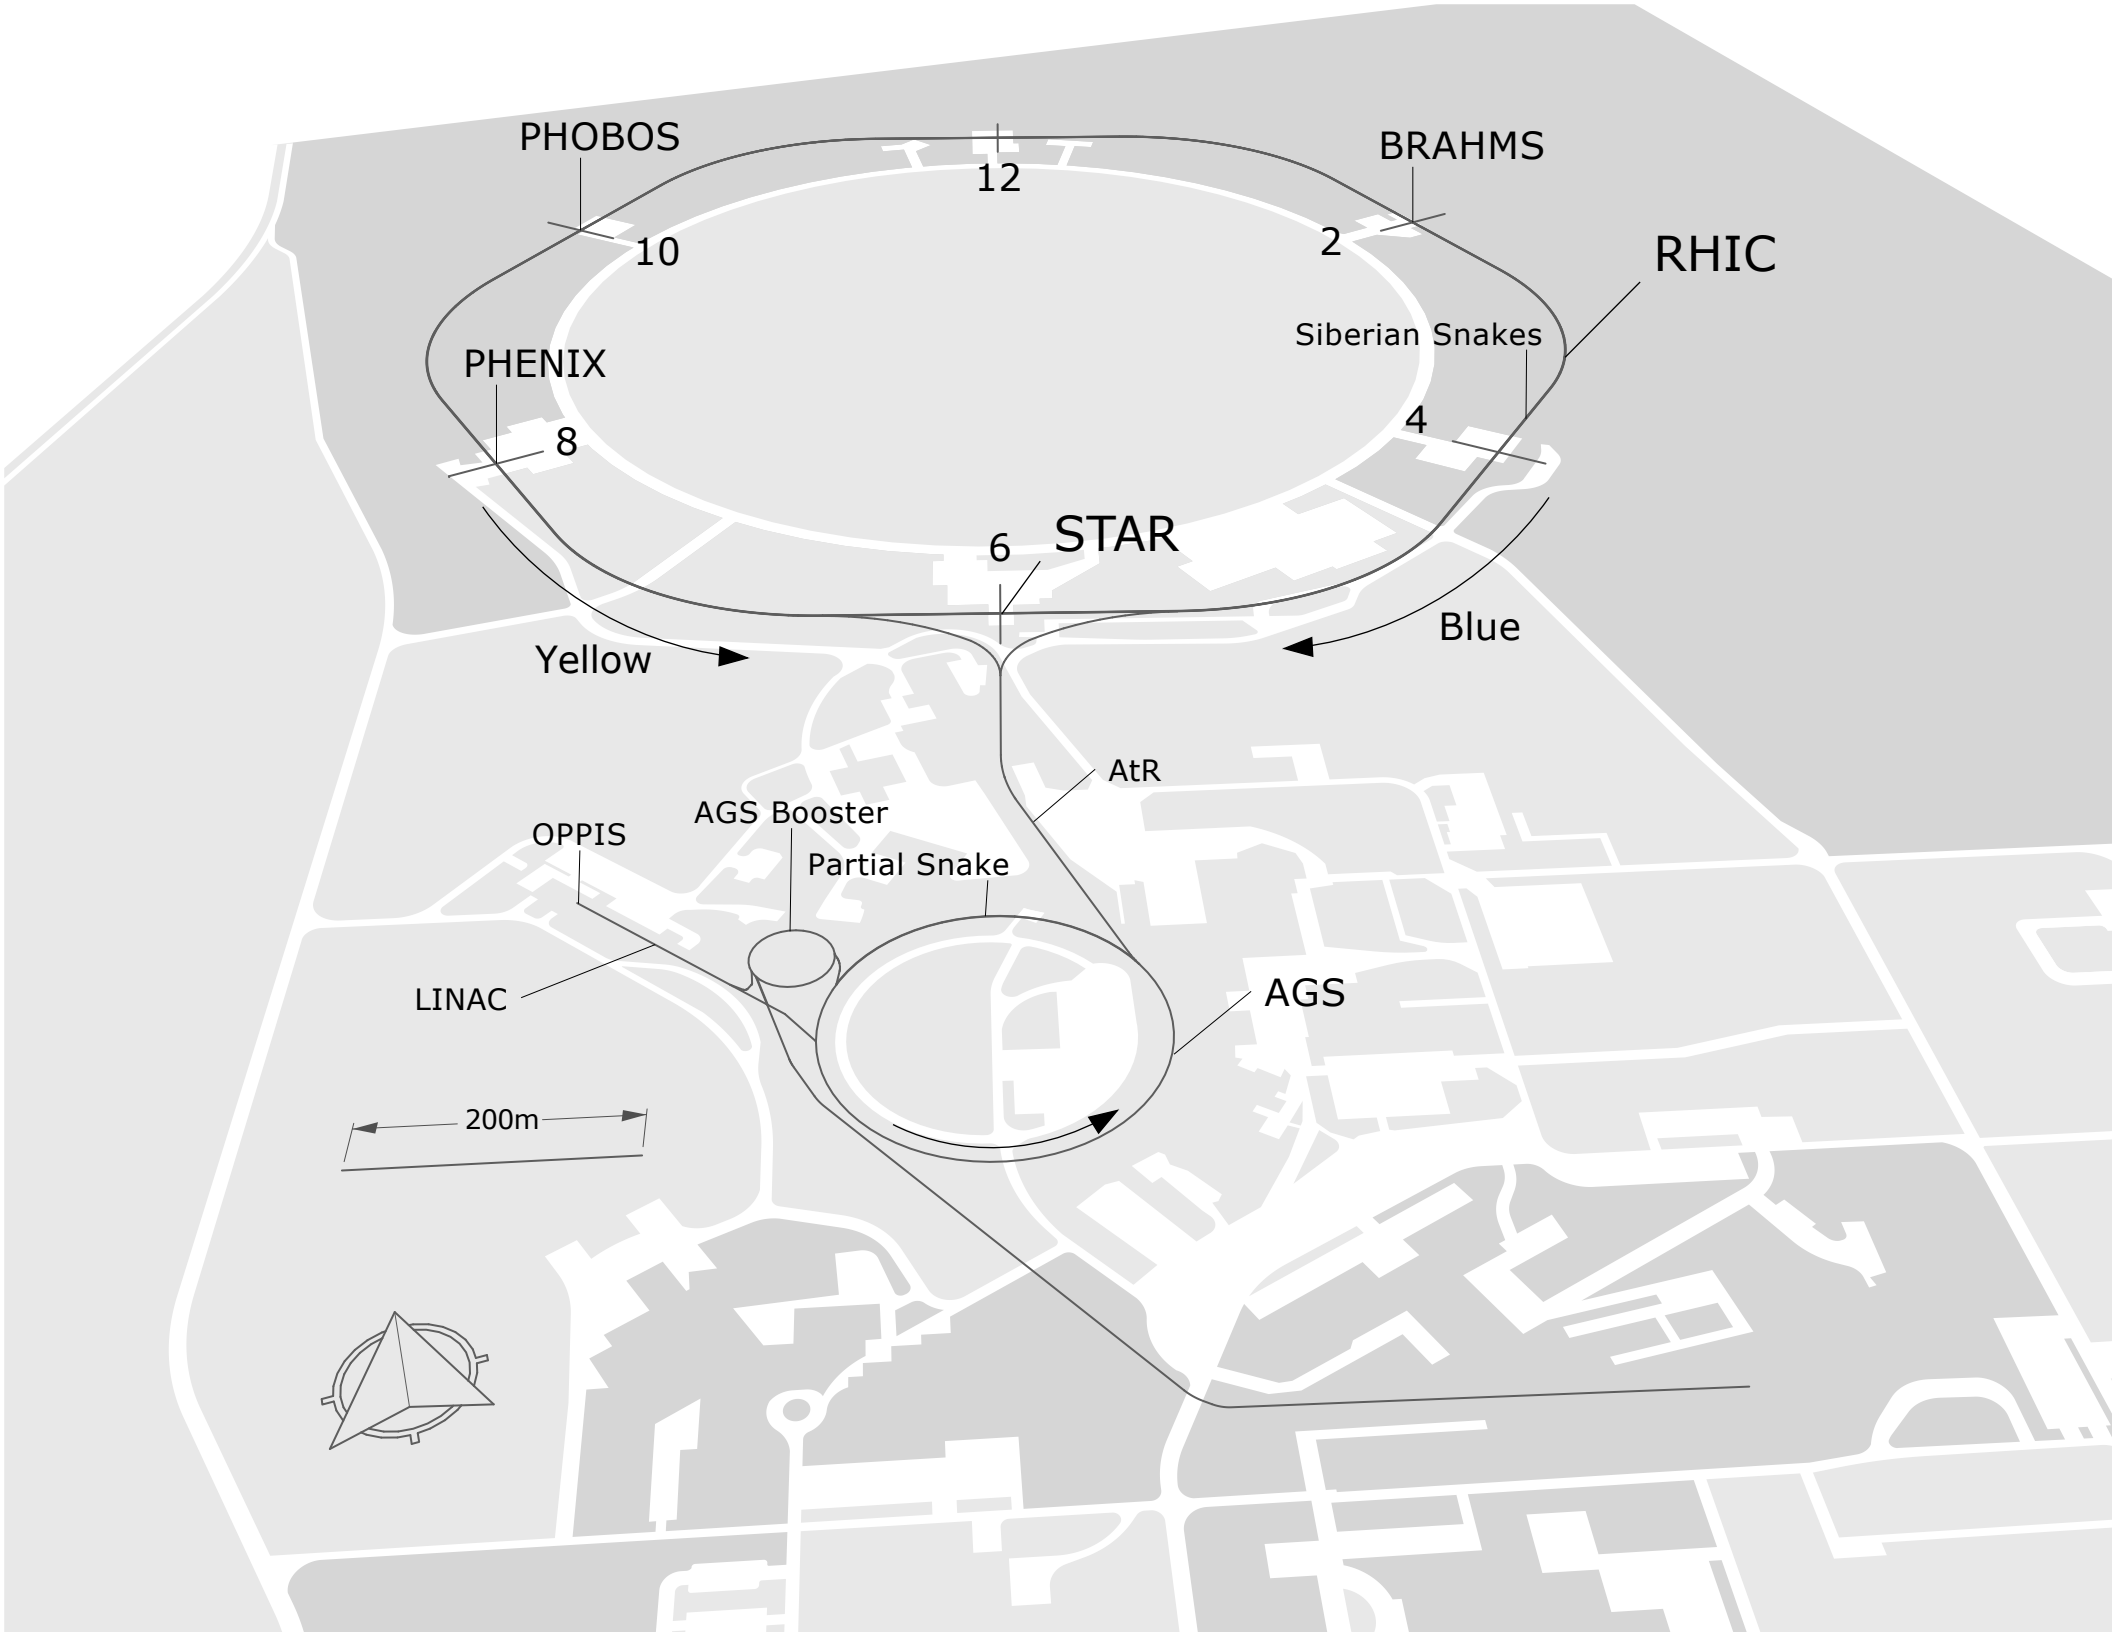 PHOBOS
BRAHMS
12
10
2
RHIC
Siberian Snakes
PHENIX
4
8
STAR
6
Blue
Yellow
AtR
AGS Booster
OPPIS
Partial Snake
LINAC
AGS
200m